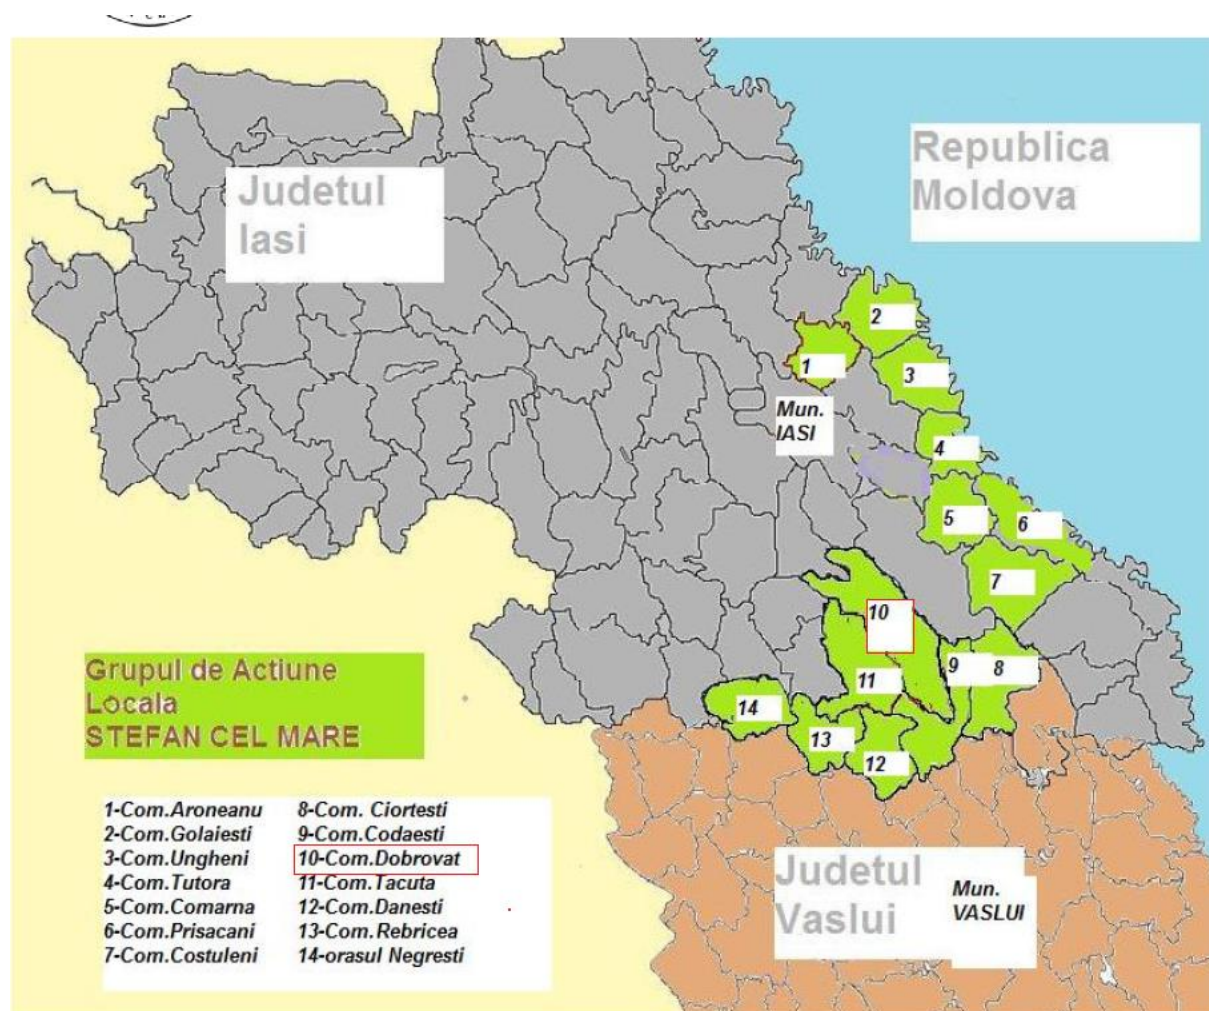 Republica
Moldova
Judetul
Iasi
2
1
3
Mun.
IASI
4
5
6
7
10
9
8
11
14
13
12
Grupul de Actiune
Locala
STEFAN CEL MARE
1-Com.Aroneanu
2-Com.Golaiesti
3-Com.Ungheni
4-Com.Tutora
5-Com.Comarna
6-Com.Prisacani
7-Com.Costuleni
8-Com. Ciortesti
9-Com.Codaesti
10-Com.Dobrovat
11-Com.Tacuta
12-Com.Danesti
13-Com.Rebricea
14-orasul Negresti
Judetul
Vaslui
Mun.
VASLUI